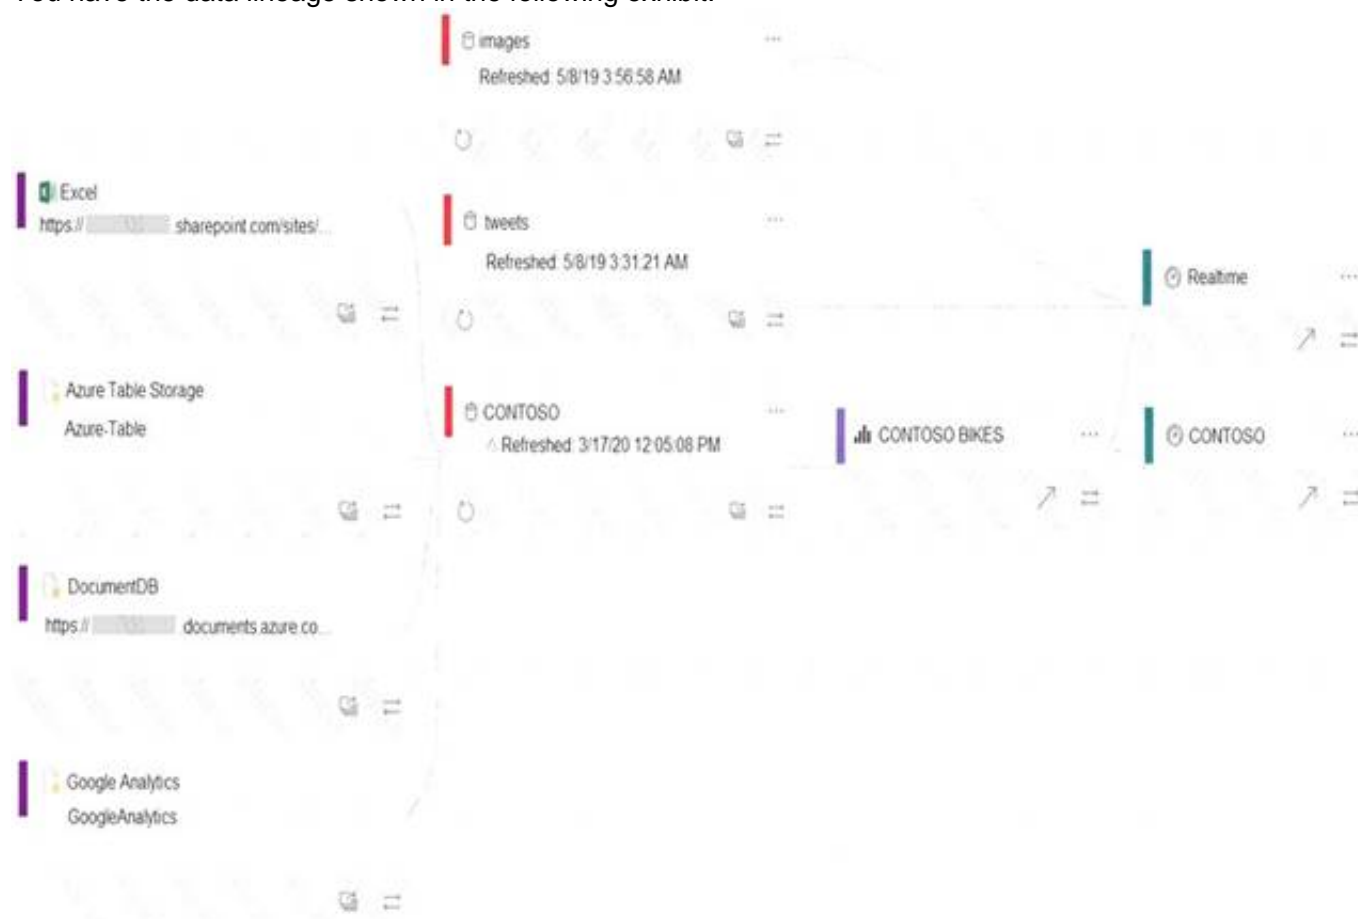 You have the data lineage shown in the following exhibit.
images
Refreshed: 5/8/19 3:56:58 AM
Excel
https:// sharepoint.com/sites/...
tweets
Refreshed: 5/8/19 3:31:21 AM
Realtime
Azure Table Storage
Azure-Table
CONTOSO
Refreshed: 3/17/20 12:05:08 PM
CONTOSO BIKES
CONTOSO
DocumentDB
https:// documents.azure.co...
Google Analytics
GoogleAnalytics